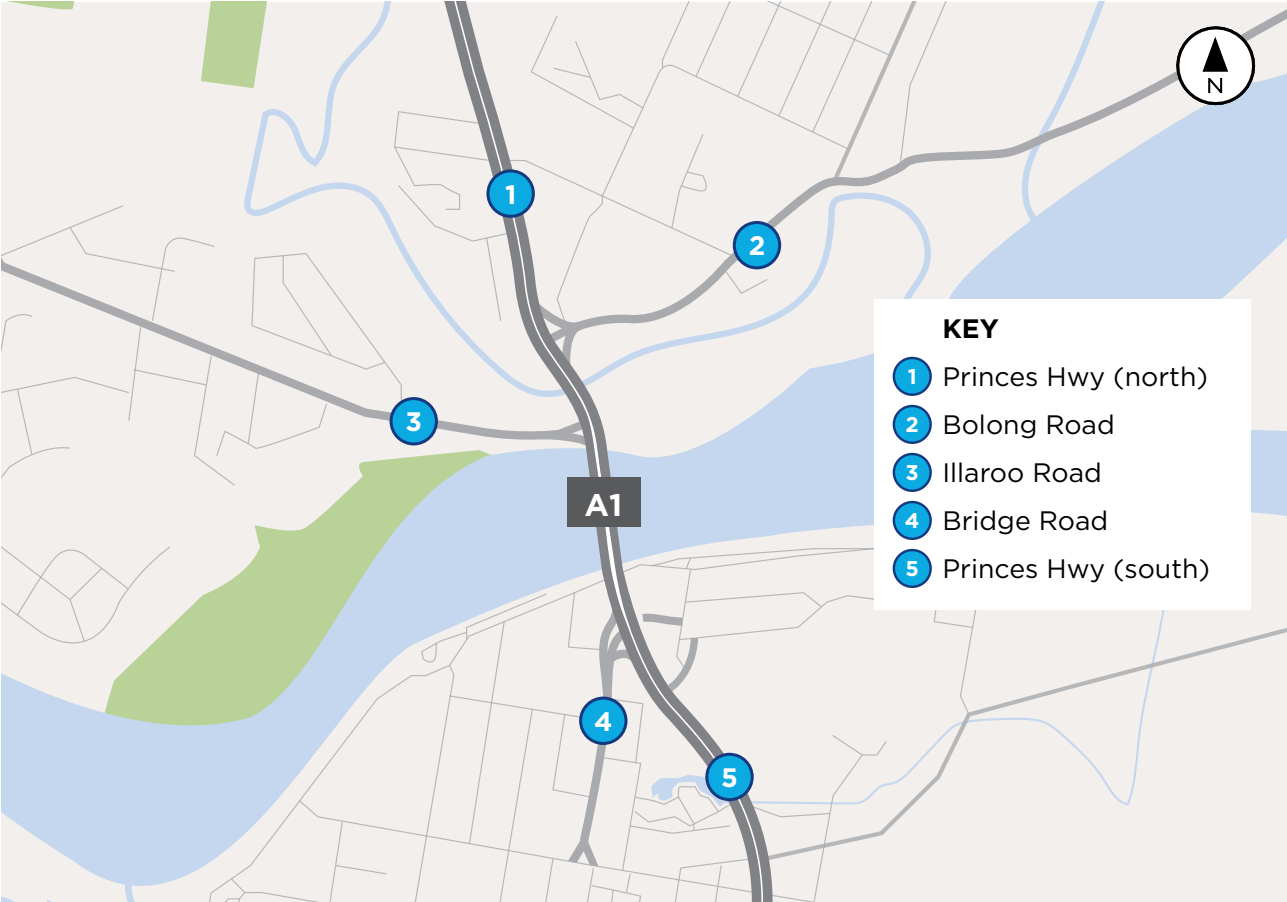 N
1
2
3
A1
4
5
KEY
1 Princes Hwy (north)
2 Bolong Road
3 Illaroo Road
4 Bridge Road
5 Princes Hwy (south)